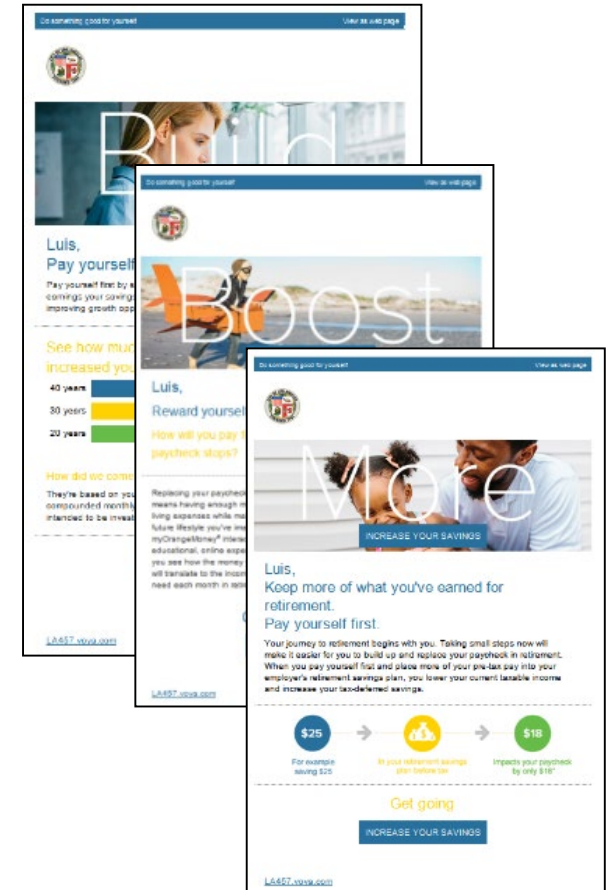 Do something good for yourself
View as web page
Build
Luis,
Pay yourself
Pay yourself first by
earnings your saving
improving growth opp
See how muc
increased you
40 years
30 years
20 years
How did we come
They're based on you
compounded monthly
intended to be invest
LA457.voya.com
Do something good for yourself
View as web page
Boost
Luis,
Reward yoursel
How will you pay
paycheck stops?
Replacing your paycheck
means having enough m
living expenses while ma
future lifestyle you've ima
myOrangeMoney® interac
educational, online expe
you see how the money
will translate to the incom
need each month in retir
LA457.voya.com
Do something good for yourself
View as web page
More
INCREASE YOUR SAVINGS
Luis,
Keep more of what you've earned for
retirement.
Pay yourself first.
Your journey to retirement begins with you. Taking small steps now will
make it easier for you to build up and replace your paycheck in retirement.
When you pay yourself first and place more of your pre-tax pay into your
employer's retirement savings plan, you lower your current taxable income
and increase your tax-deferred savings.
$25
$18
For example
saving $25
in your retirement savings
plan before tax
Impacts your paycheck
by only $18*
Get going
INCREASE YOUR SAVINGS
LA457.voya.com